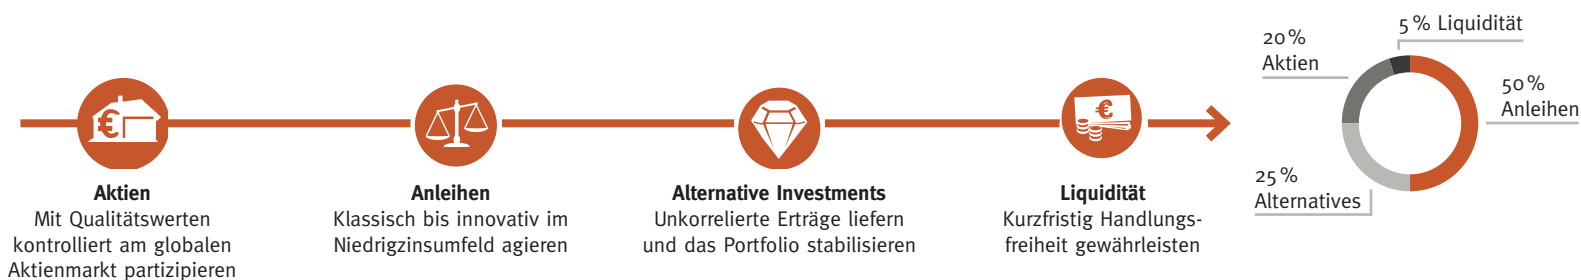 Aktien
Mit Qualitätswerten
kontrolliert am globalen
Aktienmarkt partizipieren
Anleihen
Klassisch bis innovativ im
Niedrigzinsumfeld agieren
Alternative Investments
Unkorrelierte Erträge liefern
und das Portfolio stabilisieren
Liquidität
Kurzfristig Handlungs-
freiheit gewährleisten
5 % Liquidität
20 %
Aktien
50 %
Anleihen
25 %
Alternatives
€
€